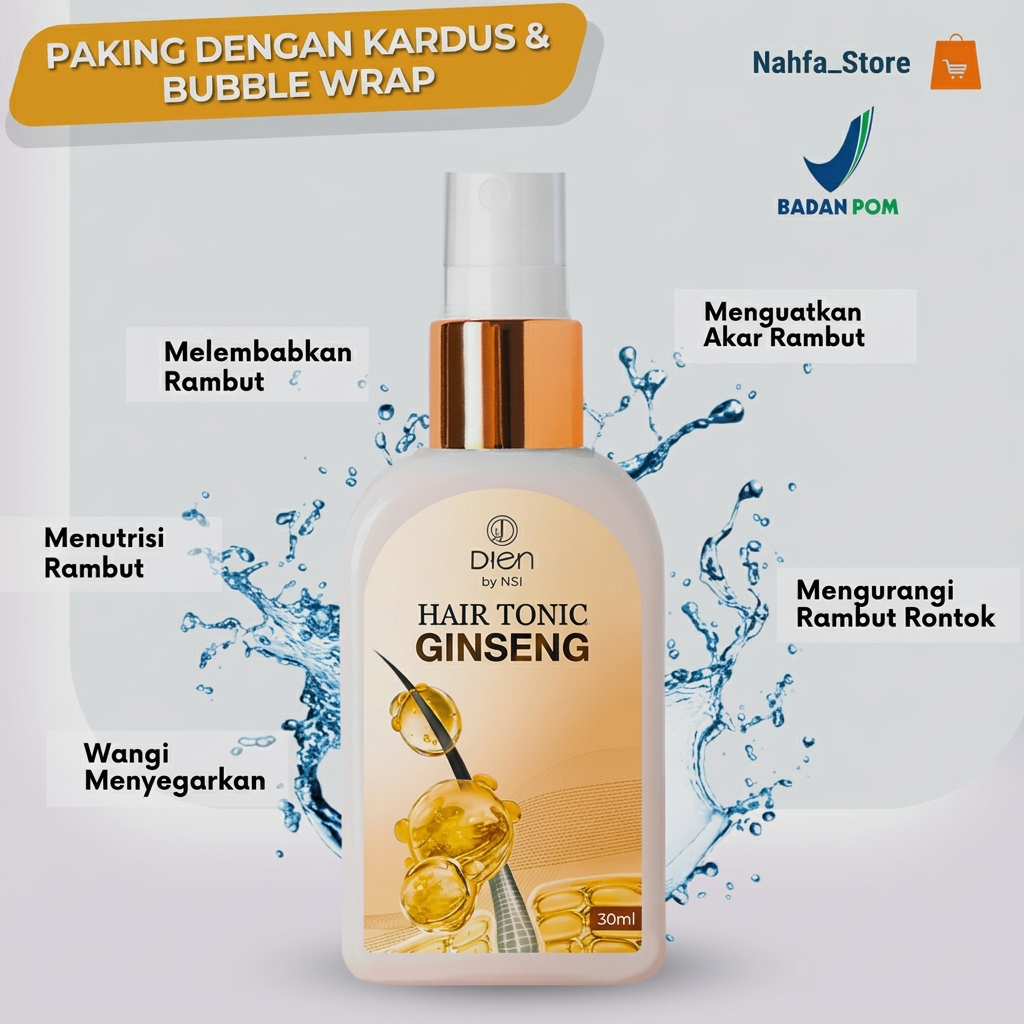 PAKING DENGAN KARDUS &
BUBBLE WRAP
Nahfa_Store
BADAN POM
Melembabkan
Rambut
Menguatkan
Akar Rambut
Menutrisi
Rambut
Mengurangi
Rambut Rontok
Wangi
Menyegarkan
Dien
by NSI
HAIR TONIC
GINSENG
30ml